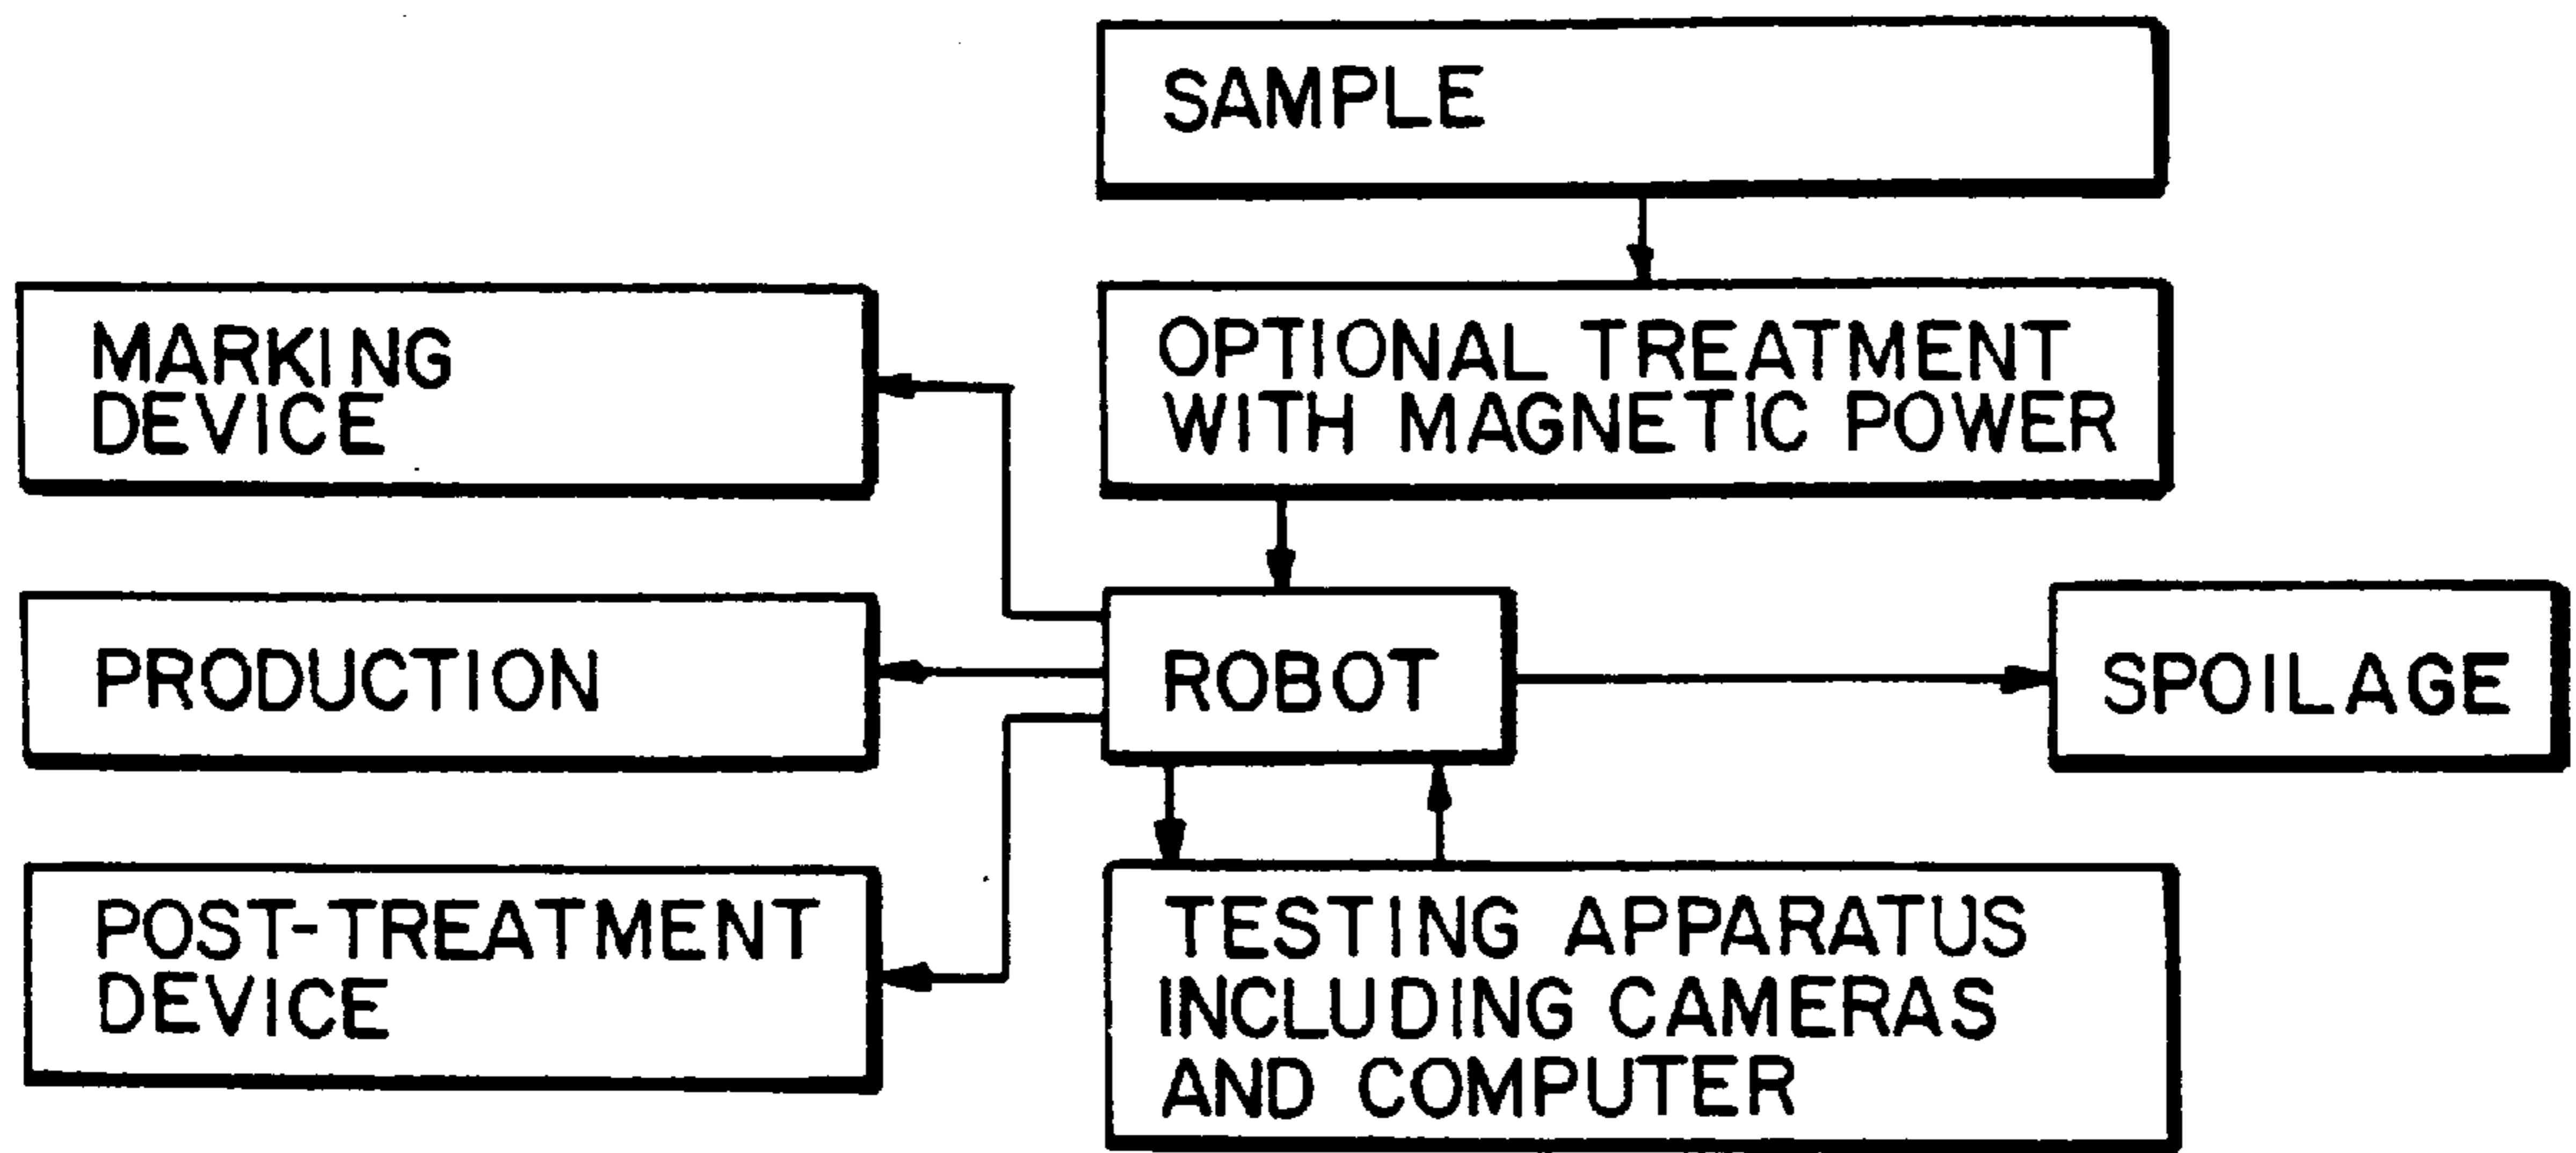 SAMPLE
MARKING
DEVICE
OPTIONAL TREATMENT
WITH MAGNETIC POWER
PRODUCTION
ROBOT
SPOILAGE
POST-TREATMENT
DEVICE
TESTING APPARATUS
INCLUDING CAMERAS
AND COMPUTER